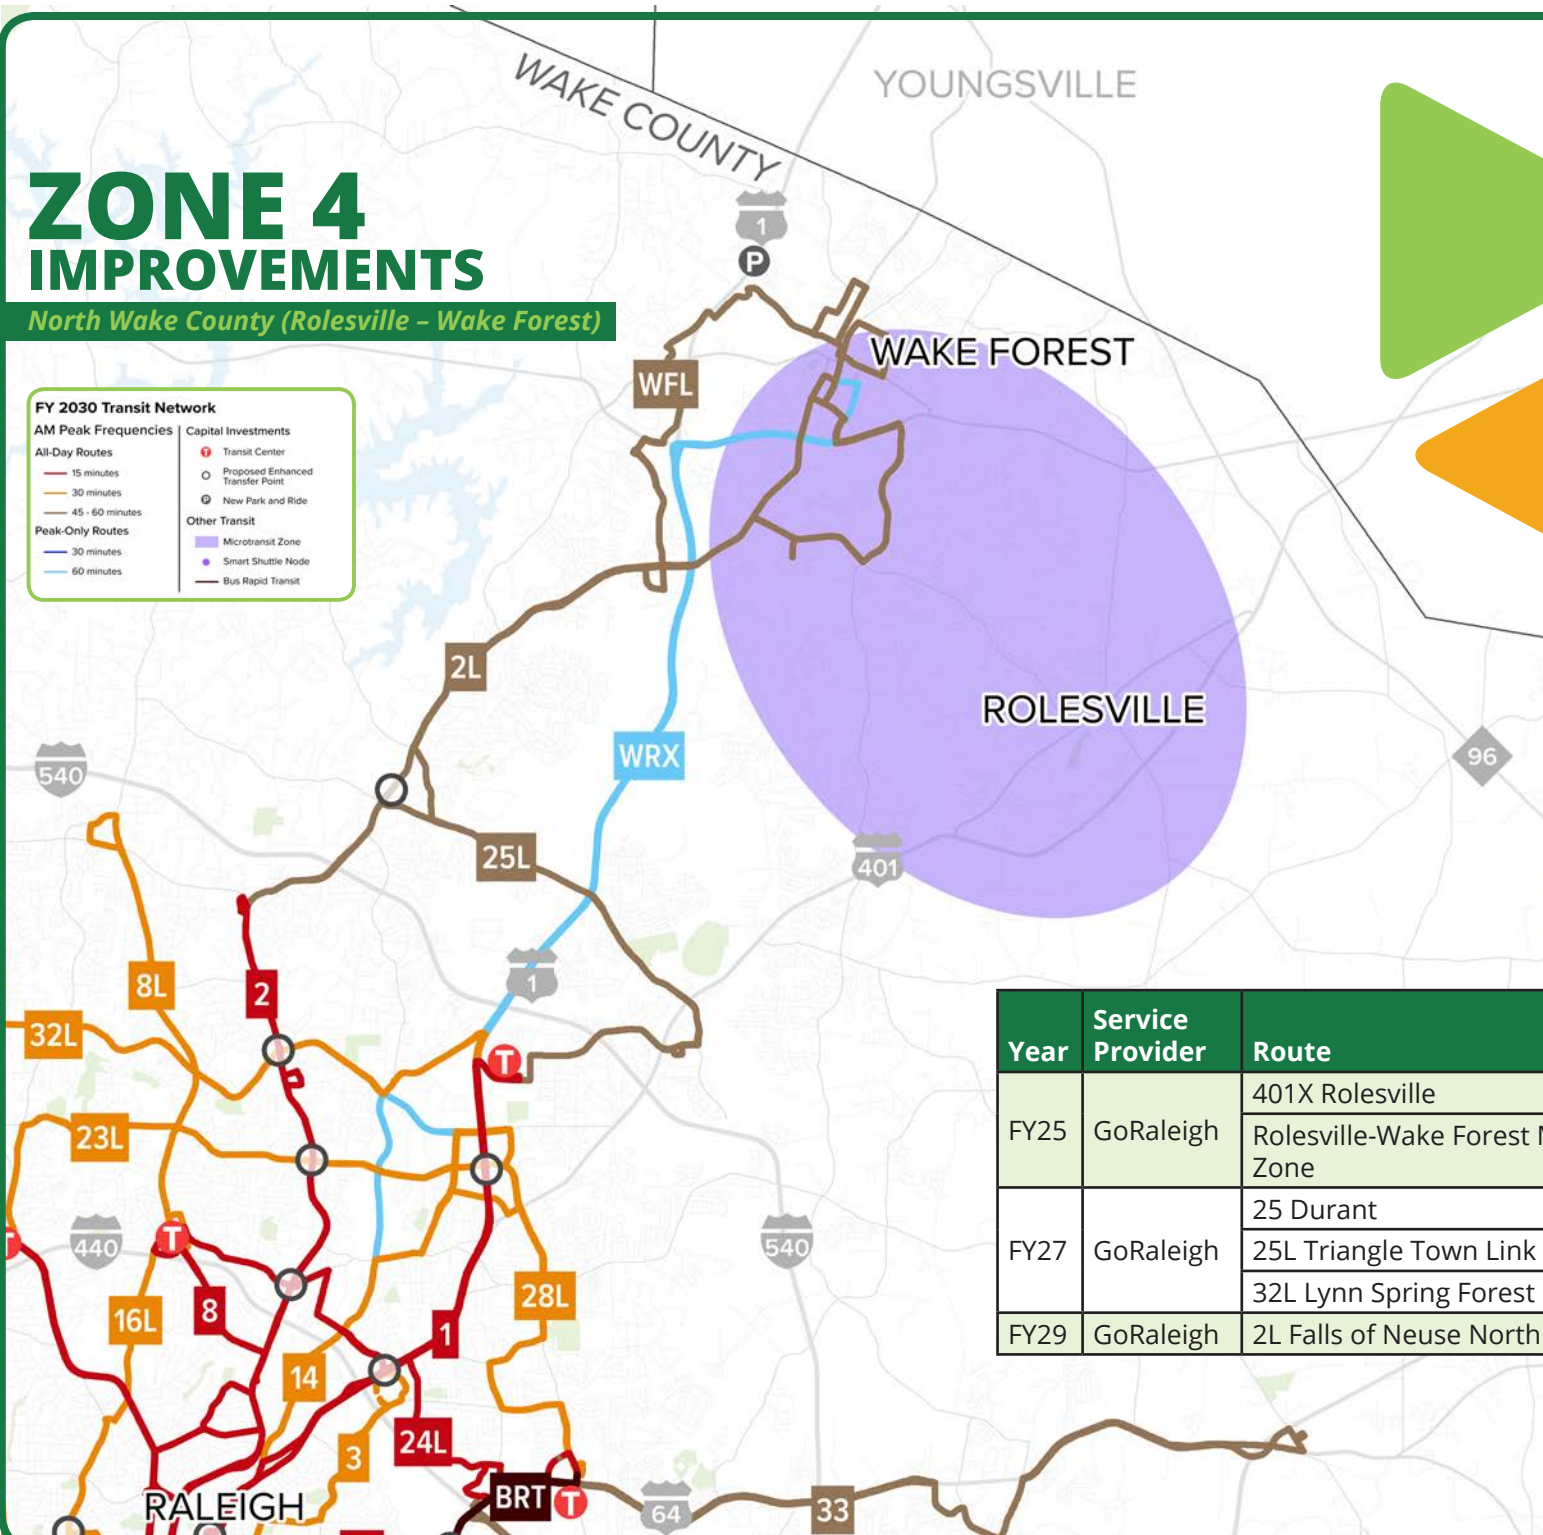 WAKE COUNTY
YOUNGSVILLE
ZONE 4
IMPROVEMENTS
North Wake County (Rolesville – Wake Forest)
1
P
WAKE FOREST
WFL
FY 2030 Transit Network
AM Peak Frequencies
All-Day Routes
15 minutes
30 minutes
45 - 60 minutes
Peak-Only Routes
30 minutes
60 minutes
Capital Investments
T Transit Center
Proposed Enhanced
Transfer Point
P New Park and Ride
Other Transit
Microtransit Zone
Smart Shuttle Node
Bus Rapid Transit
2L
ROLESVILLE
WRX
540
96
25L
401
8L
2
1
32L
T
23L
T
T
440
540
16L
8
28L
1
14
24L
3
BRT
T
RALEIGH
64
33
Year
Service
Provider
Route
FY25
GoRaleigh
401X Rolesville
Rolesville-Wake Forest
Zone
FY27
GoRaleigh
25 Durant
25L Triangle Town Link
32L Lynn Spring Forest
FY29
GoRaleigh
2L Falls of Neuse North